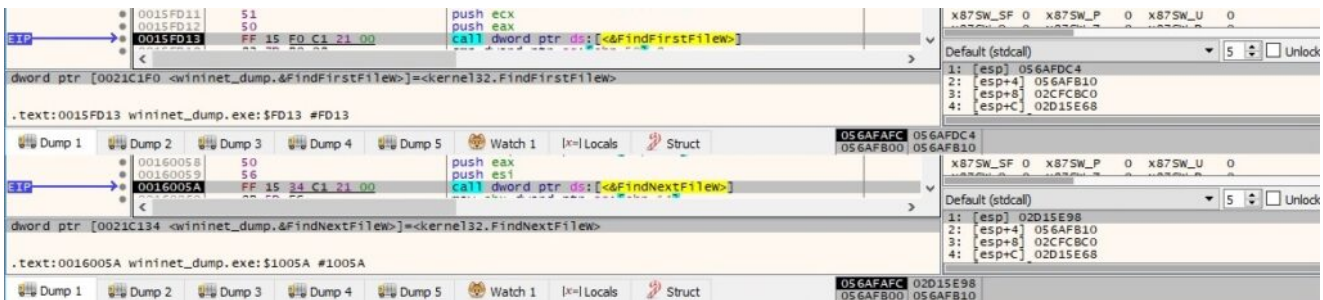 0015FD11 51 push ecx
0015FD12 50 push eax
EIP 0015FD13 FF 15 F0 C1 21 00 call dword ptr ds:[<&FindFirstFileW>]
x87SW_SF 0 x87SW_P 0 x87SW_U 0
Default (stdcall) 5 Unlock
1: [esp] 056AFDC4
2: [esp+4] 056AFB10
3: [esp+8] 02CFCBC0
4: [esp+C] 02D15E68
dword ptr [0021C1F0 <wininet_dump.&FindFirstFileW>]=<kernel32.FindFirstFileW>
.text:0015FD13 wininet_dump.exe:$FD13 #FD13
Dump 1 Dump 2 Dump 3 Dump 4 Dump 5 Watch 1 [x=] Locals Struct
056AFAFC 056AFDC4
056AFB00 056AFB10
00160058 50 push eax
00160059 56 push esi
EIP 0016005A FF 15 34 C1 21 00 call dword ptr ds:[<&FindNextFileW>]
x87SW_SF 0 x87SW_P 0 x87SW_U 0
Default (stdcall) 5 Unlock
1: [esp] 02D15E98
2: [esp+4] 056AFB10
3: [esp+8] 02CFCBC0
4: [esp+C] 02D15E68
dword ptr [0021C134 <wininet_dump.&FindNextFileW>]=<kernel32.FindNextFileW>
.text:0016005A wininet_dump.exe:$1005A #1005A
Dump 1 Dump 2 Dump 3 Dump 4 Dump 5 Watch 1 [x=] Locals Struct
056AFAFC 02D15E98
056AFB00 056AFB10